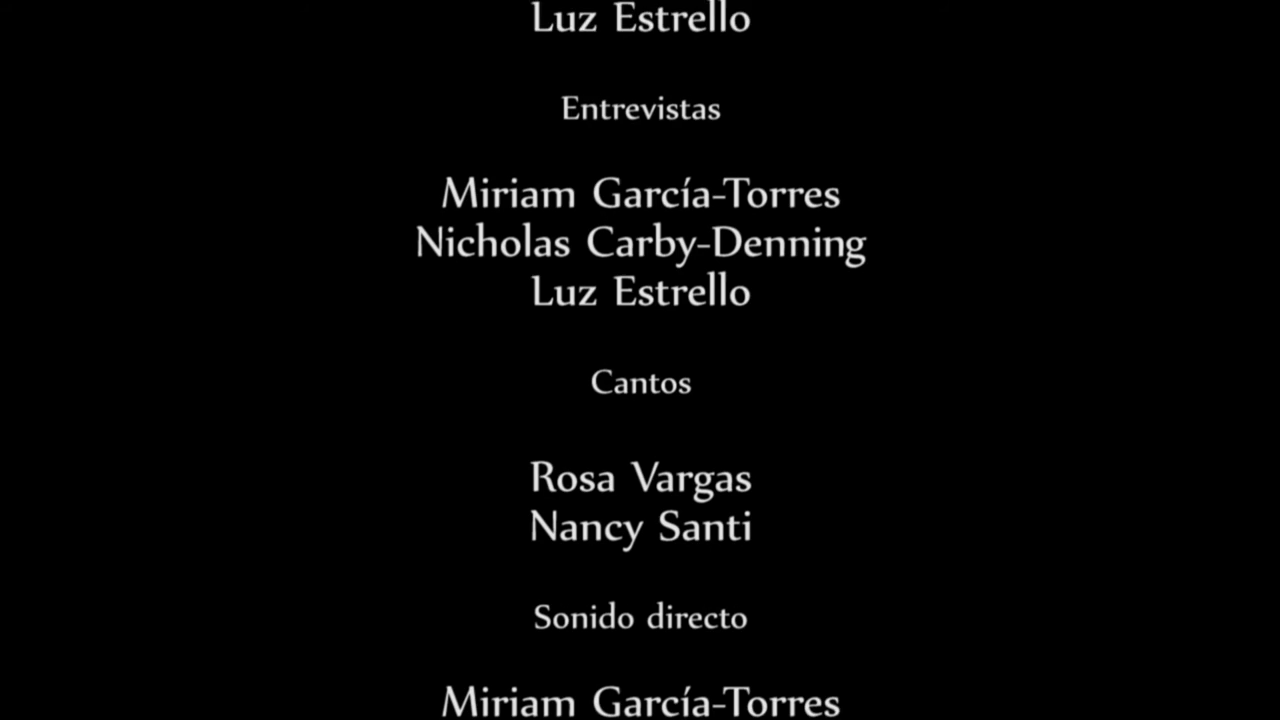 Luz Estrello
Entrevistas
Miriam García-Torres
Nicholas Carby-Denning
Luz Estrello
Cantos
Rosa Vargas
Nancy Santi
Sonido directo
Miriam García-Torres